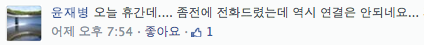 윤재병 오늘 휴간데.... 좀전에 전화드렸는데 역시 연결은 안되네요...
어제 오후 7:54 · 좋아요 · 1